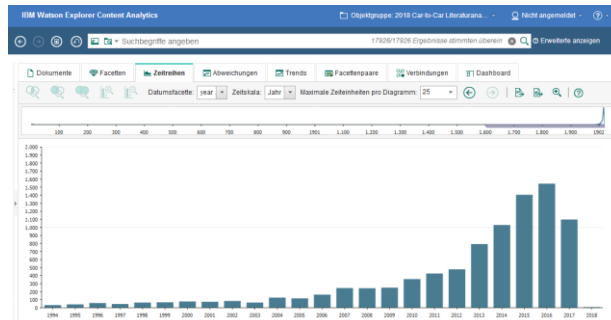 IBM Watson Explorer Content Analytics
Objektgruppe: 2018 Car-to-Car Literaturana...
Nicht angemeldet
Suchbegriffe angeben
17926/17926 Ergebnisse stimmten überein
Erweiterte anzeigen
Dokumente Facetten Zeitreihen Abweichungen Trends Facettenpaare Verbindungen Dashboard
Datumsfacette: year Zeitskala: Jahr Maximale Zeiteinheiten pro Diagramm: 25
100 200 300 400 500 600 700 800 900 1901 1.100 1.200 1.300 1.400 1.500 1.600 1.700 1.800 1.900 1902
2.000
1.900
1.800
1.700
1.600
1.500
1.400
1.300
1.200
1.100
1.000
900
800
700
600
500
400
300
200
100
0
1994 1995 1996 1997 1998 1999 2000 2001 2002 2003 2004 2005 2006 2007 2008 2009 2010 2011 2012 2013 2014 2015 2016 2017 2018